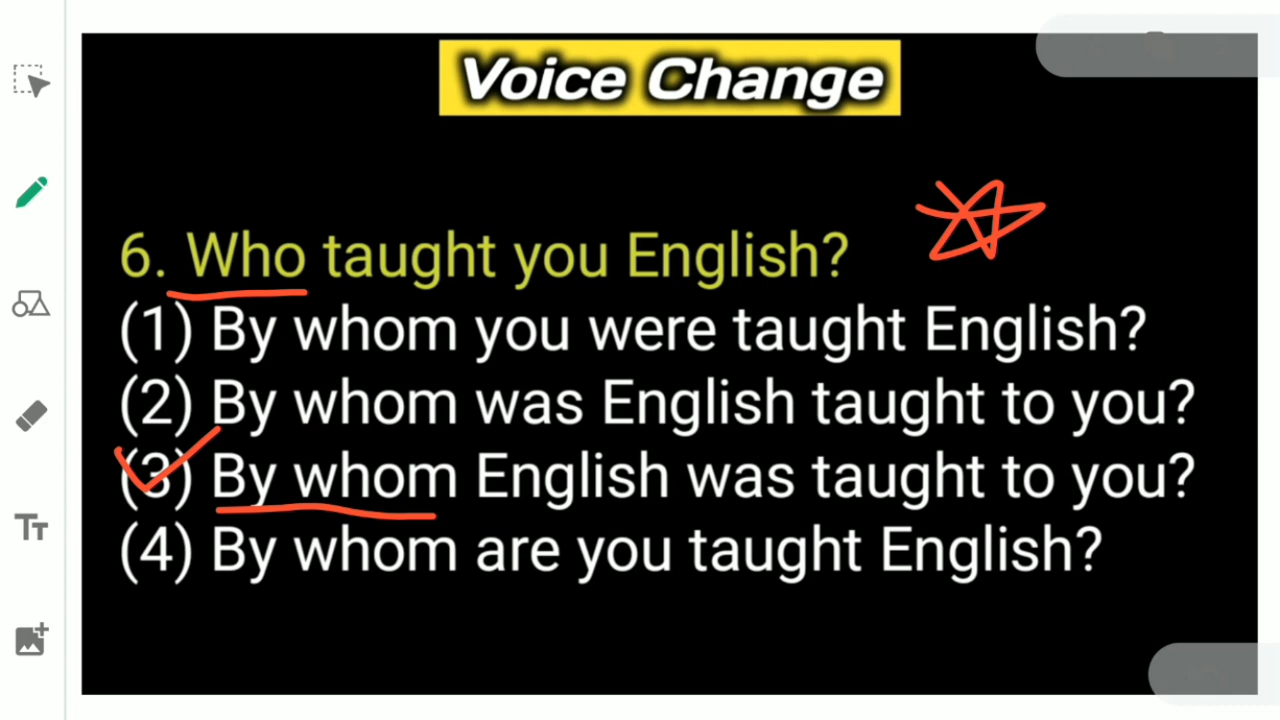 Voice Change
6. Who taught you English?
(1) By whom you were taught English?
(2) By whom was English taught to you?
(3) By whom English was taught to you?
(4) By whom are you taught English?
TT